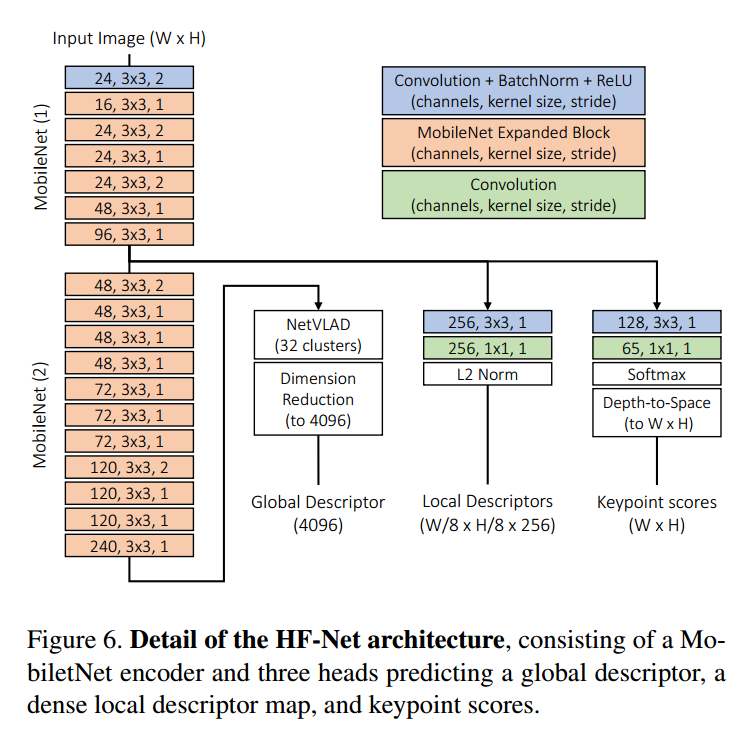 Input Image (W x H)
MobileNet (1)
24, 3x3, 2
16, 3x3, 1
24, 3x3, 2
24, 3x3, 1
24, 3x3, 2
48, 3x3, 1
96, 3x3, 1
Convolution + BatchNorm + ReLU
(channels, kernel size, stride)
MobileNet Expanded Block
(channels, kernel size, stride)
Convolution
(channels, kernel size, stride)
MobileNet (2)
48, 3x3, 2
48, 3x3, 1
48, 3x3, 1
48, 3x3, 1
72, 3x3, 1
72, 3x3, 1
72, 3x3, 1
120, 3x3, 2
120, 3x3, 1
120, 3x3, 1
240, 3x3, 1
NetVLAD
(32 clusters)
Dimension
Reduction
(to 4096)
Global Descriptor
(4096)
256, 3x3, 1
256, 1x1, 1
L2 Norm
Local Descriptors
(W/8 x H/8 x 256)
128, 3x3, 1
65, 1x1, 1
Softmax
Depth-to-Space
(to W x H)
Keypoint scores
(W x H)
Figure 6. Detail of the HF-Net architecture, consisting of a Mo-
biletNet encoder and three heads predicting a global descriptor, a
dense local descriptor map, and keypoint scores.